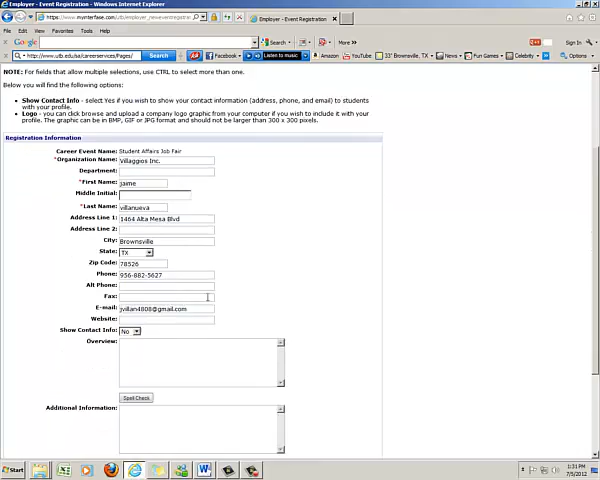 Employer - New Event Registration - Windows Internet Explorer
https://www.myinterfase.com/utb/employer_neweventregistrat
Employer - Event Registration
File Edit View Favorites Tools Help
Google Search More »
http://www.utb.edu/sa/careerservices/Pages/ Search Facebook Listen to music Amazon YouTube 33° Brownsville, TX News Fun Games Celebrity Options
Sign In
NOTE: For fields that allow multiple selections, use CTRL to select more than one.
Below you will find the following options:
Show Contact Info - select Yes if you wish to show your contact information (address, phone, and email) to students
with your profile.
Logo - you can click browse and upload a company logo graphic from your computer if you wish to include it with your
profile. The graphic can be in BMP, GIF or JPG format and should not be larger than 300 x 300 pixels.
Registration Information
Career Event Name: Student Affairs Job Fair
*Organization Name: Villaggios Inc.
Department:
*First Name: jaime
Middle Initial:
*Last Name: villanueva
Address Line 1: 1464 Alta Mesa Blvd
Address Line 2:
City: Brownsville
State: TX
Zip Code: 78526
Phone: 956-882-5627
Alt Phone:
Fax:
E-mail: jvillan4808@gmail.com
Website:
Show Contact Info: No
Overview:
Spell Check
Additional Information:
Start
1:31 PM
7/5/2012